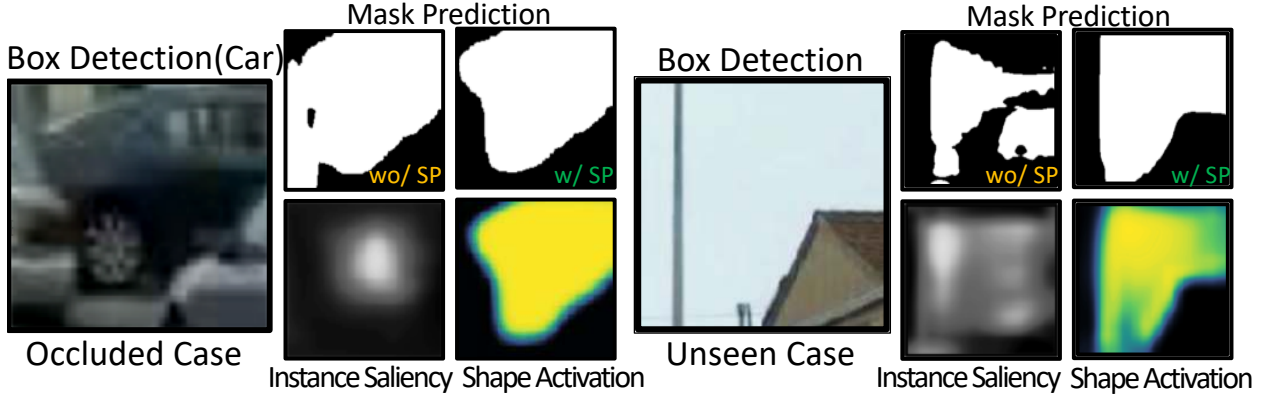 Mask Prediction
Box Detection(Car)
wo/ SP
w/ SP
Occluded Case
Instance Saliency
Shape Activation
Mask Prediction
Box Detection
wo/ SP
w/ SP
Unseen Case
Instance Saliency
Shape Activation